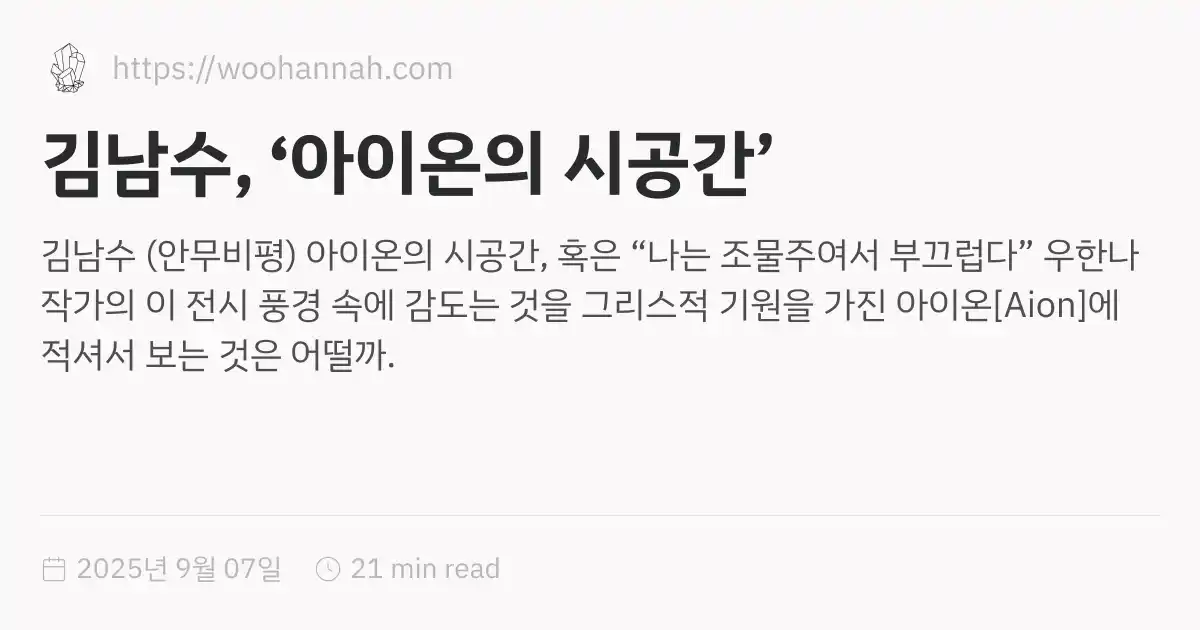 https://woohannah.com
김남수, ‘아이온의 시공간’
김남수 (안무비평) 아이온의 시공간, 혹은 “나는 조물주여서 부끄럽다” 우한나
작가의 이 전시 풍경 속에 감도는 것을 그리스적 기원을 가진 아이온[Aion]에
적셔서 보는 것은 어떨까.
2025년 9월 07일 21 min read